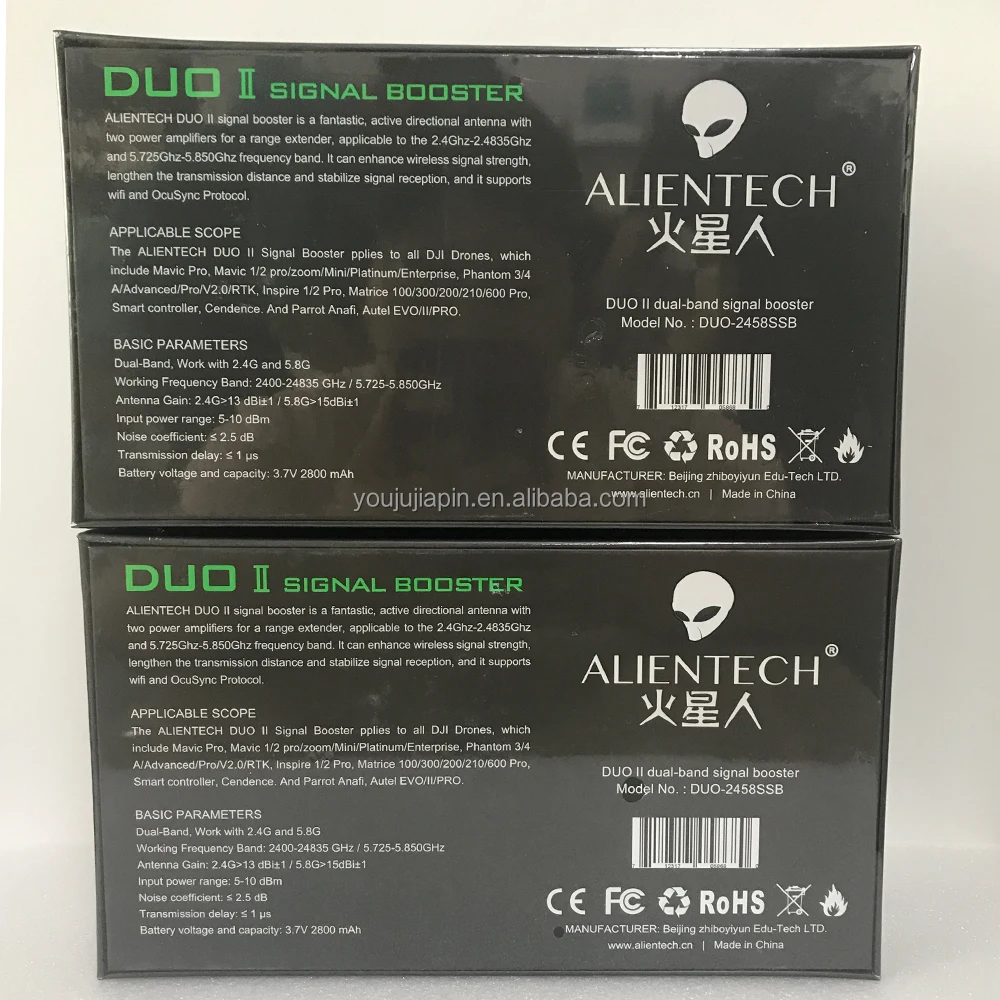 DUO II SIGNAL BOOSTER
ALIENTECH DUO II signal booster is a fantastic, active directional antenna with
two power amplifiers for a range extender, applicable to the 2.4Ghz-2.4835Ghz
and 5.725Ghz-5.850Ghz frequency band. It can enhance wireless signal strength,
lengthen the transmission distance and stabilize signal reception, and it supports
wifi and OcuSync Protocol.
APPLICABLE SCOPE
The ALIENTECH DUO II Signal Booster pplies to all DJI Drones, which
include Mavic Pro, Mavic 1/2 pro/zoom/Mini/Platinum/Enterprise, Phantom 3/4
A/Advanced/Pro/V2.0/RTK, Inspire 1/2 Pro, Matrice 100/300/200/210/600 Pro,
Smart controller, Cendence. And Parrot Anafi, Autel EVO/II/PRO.
BASIC PARAMETERS
Dual-Band, Work with 2.4G and 5.8G
Working Frequency Band: 2400-24835 GHz / 5.725-5.850GHz
Antenna Gain: 2.4G>13 dBi±1 / 5.8G>15dBi±1
Input power range: 5-10 dBm
Noise coefficient: ≤ 2.5 dB
Transmission delay: ≤ 1 μs
Battery voltage and capacity: 3.7V 2800 mAh
ALIENTECH®
火星人
DUO II dual-band signal booster
Model No. : DUO-2458SSB
7 12317 05868 0
CE FC RoHS
MANUFACTURER: Beijing zhiboyiyun Edu-Tech LTD.
www.alientech.cn | Made in China
youjujiapin.en.alibaba.com
DUO II SIGNAL BOOSTER
ALIENTECH DUO II signal booster is a fantastic, active directional antenna with
two power amplifiers for a range extender, applicable to the 2.4Ghz-2.4835Ghz
and 5.725Ghz-5.850Ghz frequency band. It can enhance wireless signal strength,
lengthen the transmission distance and stabilize signal reception, and it supports
wifi and OcuSync Protocol.
APPLICABLE SCOPE
The ALIENTECH DUO II Signal Booster pplies to all DJI Drones, which
include Mavic Pro, Mavic 1/2 pro/zoom/Mini/Platinum/Enterprise, Phantom 3/4
A/Advanced/Pro/V2.0/RTK, Inspire 1/2 Pro, Matrice 100/300/200/210/600 Pro,
Smart controller, Cendence. And Parrot Anafi, Autel EVO/II/PRO.
BASIC PARAMETERS
Dual-Band, Work with 2.4G and 5.8G
Working Frequency Band: 2400-24835 GHz / 5.725-5.850GHz
Antenna Gain: 2.4G>13 dBi±1 / 5.8G>15dBi±1
Input power range: 5-10 dBm
Noise coefficient: ≤ 2.5 dB
Transmission delay: ≤ 1 μs
Battery voltage and capacity: 3.7V 2800 mAh
ALIENTECH®
火星人
DUO II dual-band signal booster
Model No. : DUO-2458SSB
7 12317 05868 0
CE FC RoHS
MANUFACTURER: Beijing zhiboyiyun Edu-Tech LTD.
www.alientech.cn | Made in China